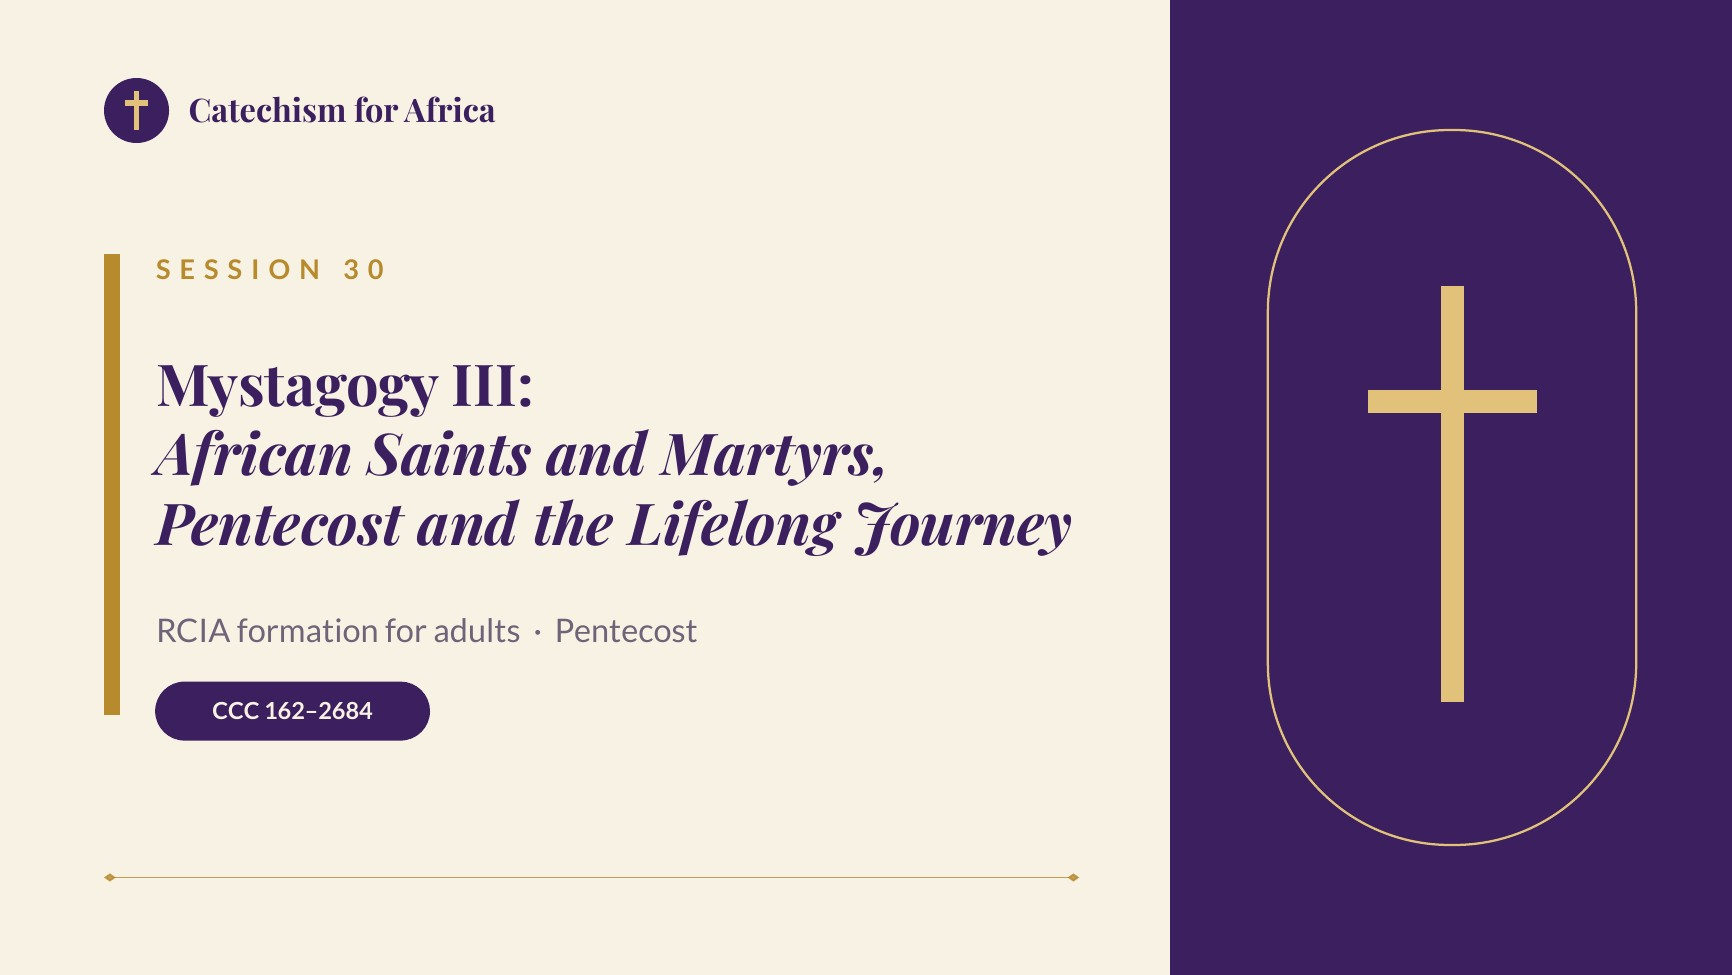 Catechism for Africa
SESSION 30
Mystagogy III:
African Saints and Martyrs,
Pentecost and the Lifelong Journey
RCIA formation for adults · Pentecost
CCC 162–2684